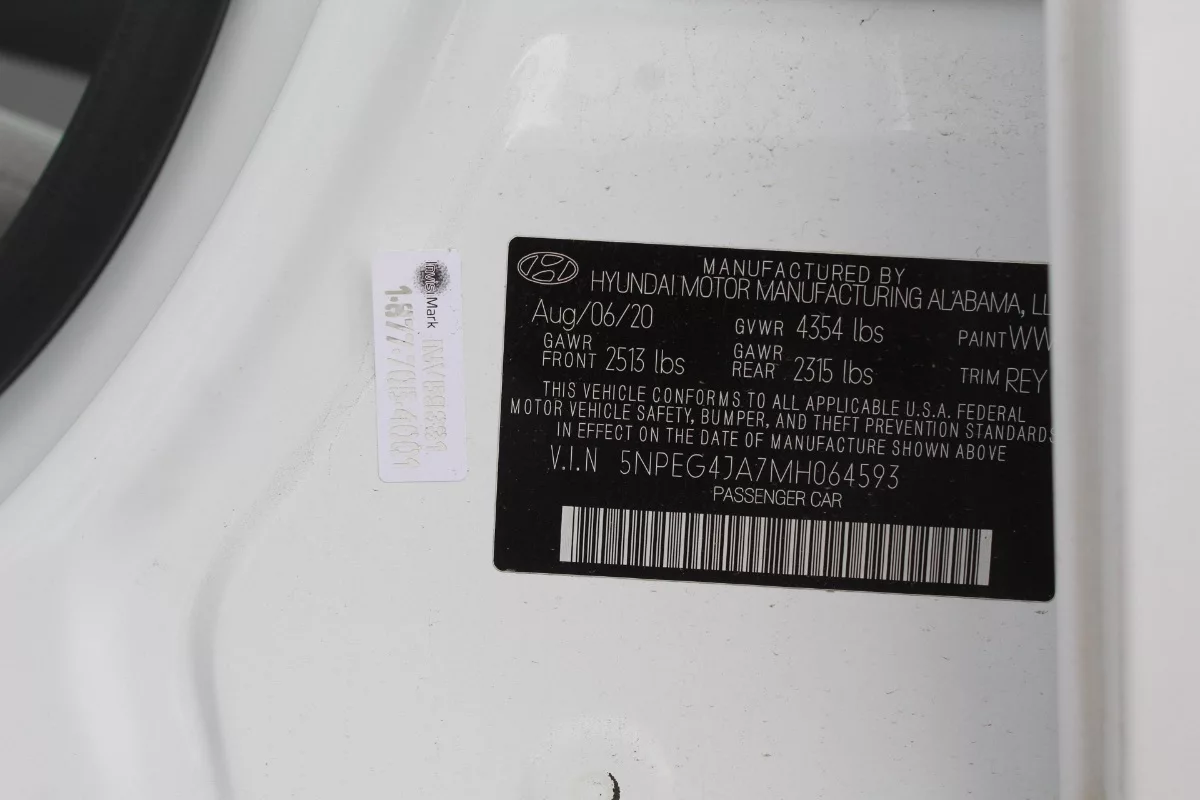 MANUFACTURED BY
HYUNDAI MOTOR MANUFACTURING ALABAMA, LL
Aug/06/20 GVWR 4354 lbs PAINT WW
GAWR FRONT 2513 lbs GAWR REAR 2315 lbs TRIM REY
THIS VEHICLE CONFORMS TO ALL APPLICABLE U.S.A. FEDERAL
MOTOR VEHICLE SAFETY, BUMPER, AND THEFT PREVENTION STANDARDS
IN EFFECT ON THE DATE OF MANUFACTURE SHOWN ABOVE
V.I.N 5NPEG4JA7MH064593
PASSENGER CAR
InvisiMark